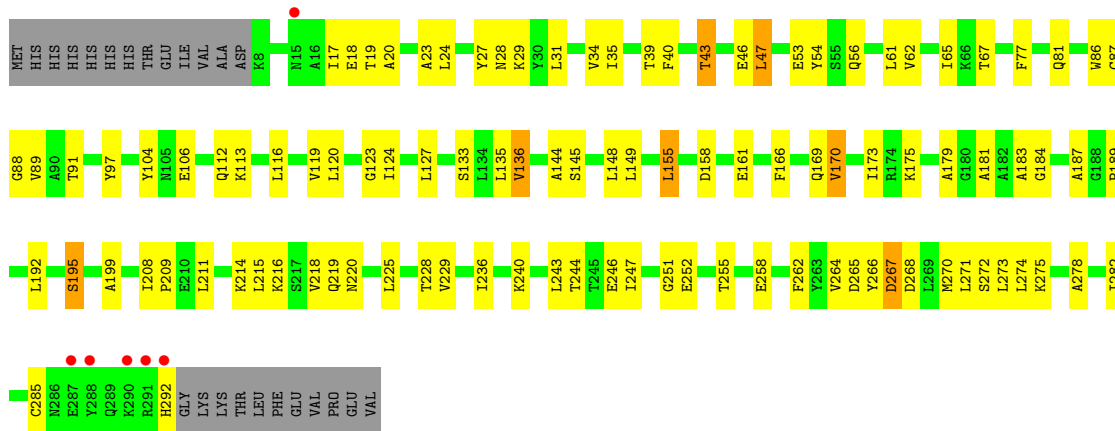 MET HIS HIS HIS HIS HIS HIS THR GLU ILE VAL ALA ASP K8 N15 A16 I17 E18 T19 A20 A23 L24 Y27 N28 K29 Y30 L31 V34 I35 T39 F40 T43 E46 L47 E53 Y54 S55 Q56 L61 V62 I65 K66 T67 F77 Q81 W86 C87
G88 V89 A90 T91 Y97 Y104 N105 E106 Q112 K113 L116 V119 L120 G123 I124 L127 S133 L134 L135 V136 A144 S145 L148 L149 L155 D158 E161 F166 Q169 V170 I173 R174 K175 A179 G180 A181 A182 A183 G184 A187 G188 R189
L192 S195 A199 I208 P209 E210 L211 K214 L215 K216 S217 V218 Q219 N220 L225 T228 V229 I236 K240 L243 T244 T245 E246 I247 G251 E252 T255 E258 F262 Y263 V264 D265 Y266 D267 D268 L269 M270 L271 S272 L273 L274 K275 A278 I282
C285 N286 E287 Y288 Q289 K290 R291 H292 GLY LYS LYS THR LEU PHE GLU VAL PRO GLU VAL